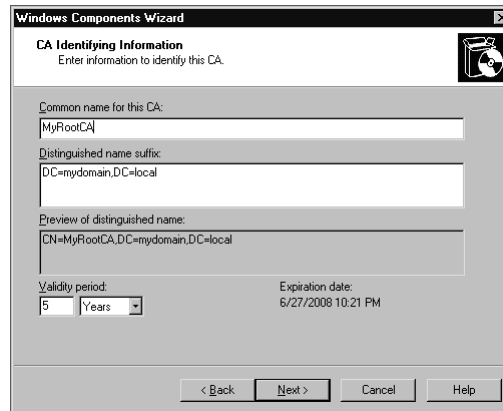 Windows Components Wizard
CA Identifying Information
Enter information to identify this CA.
Common name for this CA:
MyRootCA
Distinguished name suffix:
DC=mydomain,DC=local
Preview of distinguished name:
CN=MyRootCA,DC=mydomain,DC=local
Validity period:
Expiration date:
5
Years
6/27/2008 10:21 PM
< Back
Next >
Cancel
Help